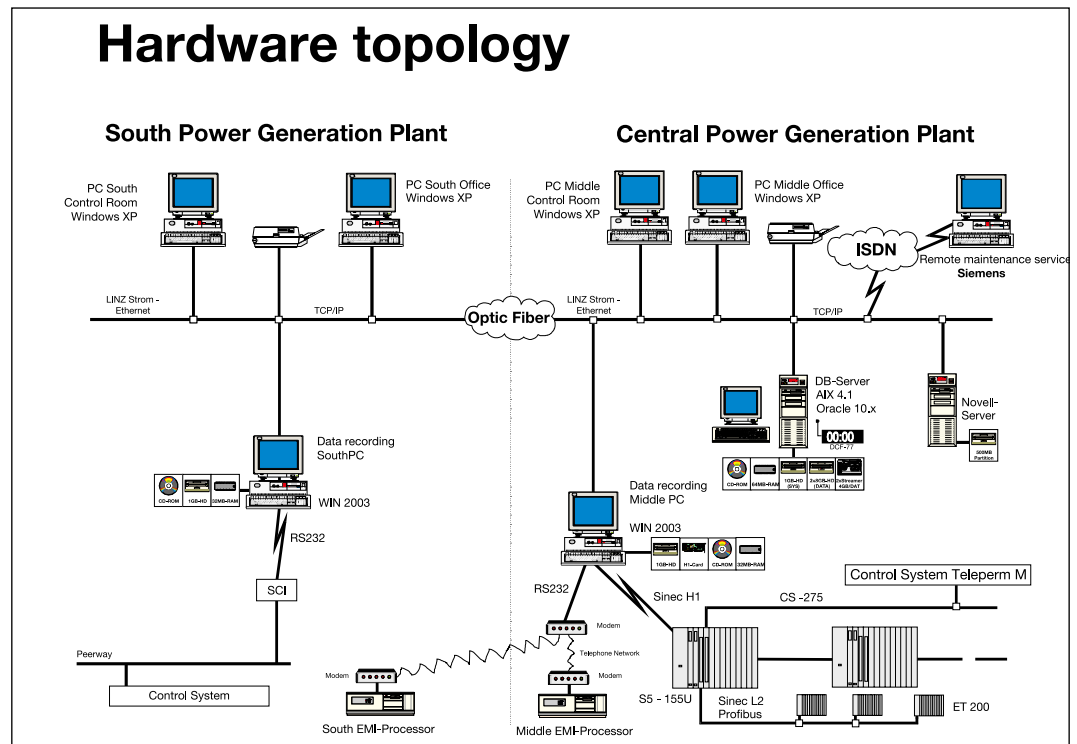 Hardware topology
South Power Generation Plant
Central Power Generation Plant
PC South
Control Room
Windows XP
PC South Office
Windows XP
PC Middle
Control Room
Windows XP
PC Middle Office
Windows XP
ISDN
Remote maintenance service
Siemens
LINZ Strom -
Ethernet
TCP/IP
Optic Fiber
LINZ Strom -
Ethernet
TCP/IP
DB-Server
AIX 4.1
Oracle 10.x
00:00
DCF-77
Novell-
Server
500MB
Partition
CD-ROM
64MB-RAM
1GB-HD
(SYS)
2x8GB-HD
(DATA)
2xStreamer
4GB/DAT
Data recording
SouthPC
CD-ROM
1GB-HD
32MB-RAM
WIN 2003
RS232
SCI
Peerway
Control System
Data recording
Middle PC
WIN 2003
1GB-HD
H1-Card
CD-ROM
32MB-RAM
RS232
Sinec H1
CS -275
Control System Teleperm M
Modem
Telephone Network
Modem
Modem
South EMI-Processor
Middle EMI-Processor
S5 - 155U
Sinec L2
Profibus
ET 200